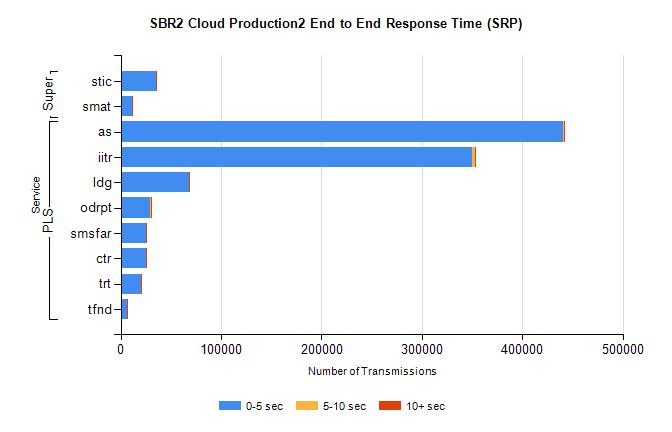 SBR2 Cloud Production2 End to End Response Time (SRP)
Service
Super
PLS
stic
smat
as
iitr
ldg
odrpt
smsfar
ctr
trt
tfnd
0 100000 200000 300000 400000 500000
Number of Transmissions
0-5 sec 5-10 sec 10+ sec